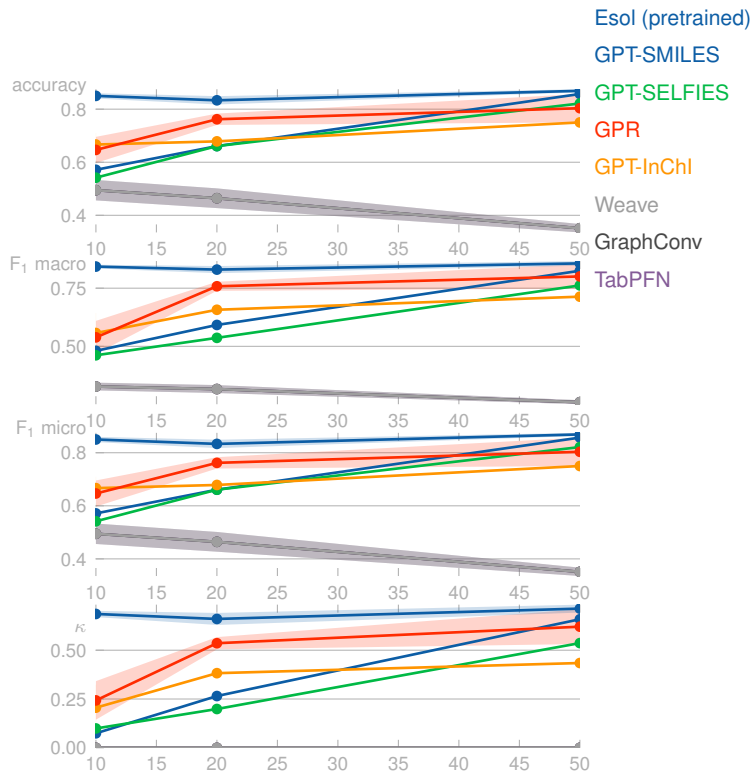 Esol (pretrained)
GPT-SMILES
GPT-SELFIES
GPR
GPT-InChI
Weave
GraphConv
TabPFN
accuracy
0.8
0.6
0.4
10 15 20 25 30 35 40 45 50
F₁ macro
0.75
0.50
10 15 20 25 30 35 40 45 50
F₁ micro
0.8
0.6
0.4
10 15 20 25 30 35 40 45 50
κ
0.50
0.25
0.00
10 15 20 25 30 35 40 45 50